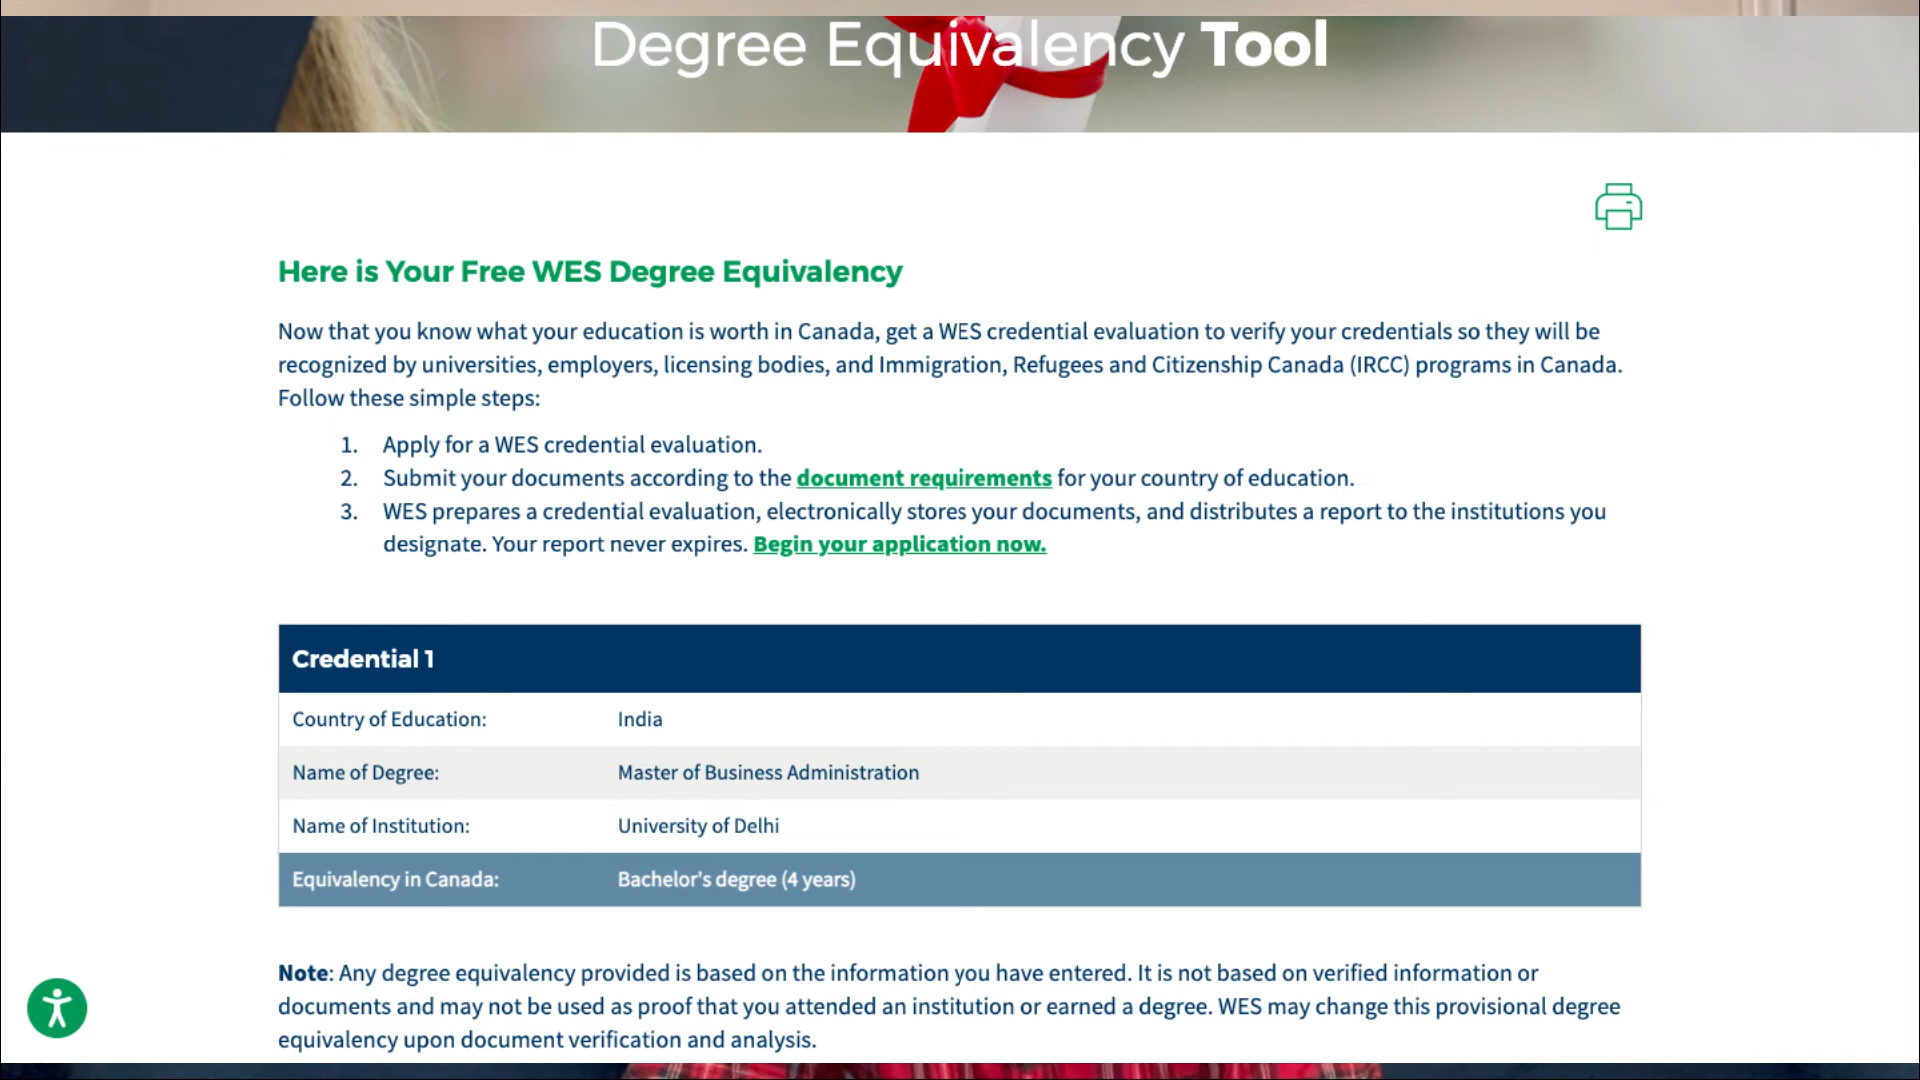 Degree Equivalency Tool
Here is Your Free WES Degree Equivalency
Now that you know what your education is worth in Canada, get a WES credential evaluation to verify your credentials so they will be
recognized by universities, employers, licensing bodies, and Immigration, Refugees and Citizenship Canada (IRCC) programs in Canada.
Follow these simple steps:
1. Apply for a WES credential evaluation.
2. Submit your documents according to the document requirements for your country of education.
3. WES prepares a credential evaluation, electronically stores your documents, and distributes a report to the institutions you
designate. Your report never expires. Begin your application now.
Credential 1
Country of Education: India
Name of Degree: Master of Business Administration
Name of Institution: University of Delhi
Equivalency in Canada: Bachelor's degree (4 years)
Note: Any degree equivalency provided is based on the information you have entered. It is not based on verified information or
documents and may not be used as proof that you attended an institution or earned a degree. WES may change this provisional degree
equivalency upon document verification and analysis.